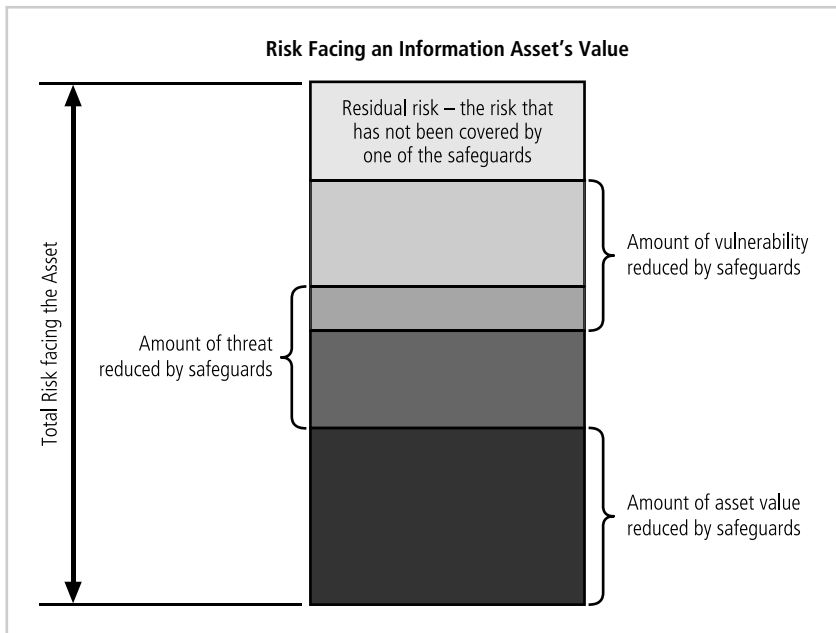 Risk Facing an Information Asset's Value
Residual risk – the risk that
has not been covered by
one of the safeguards
Amount of vulnerability
reduced by safeguards
Total Risk facing the Asset
Amount of threat
reduced by safeguards
Amount of asset value
reduced by safeguards